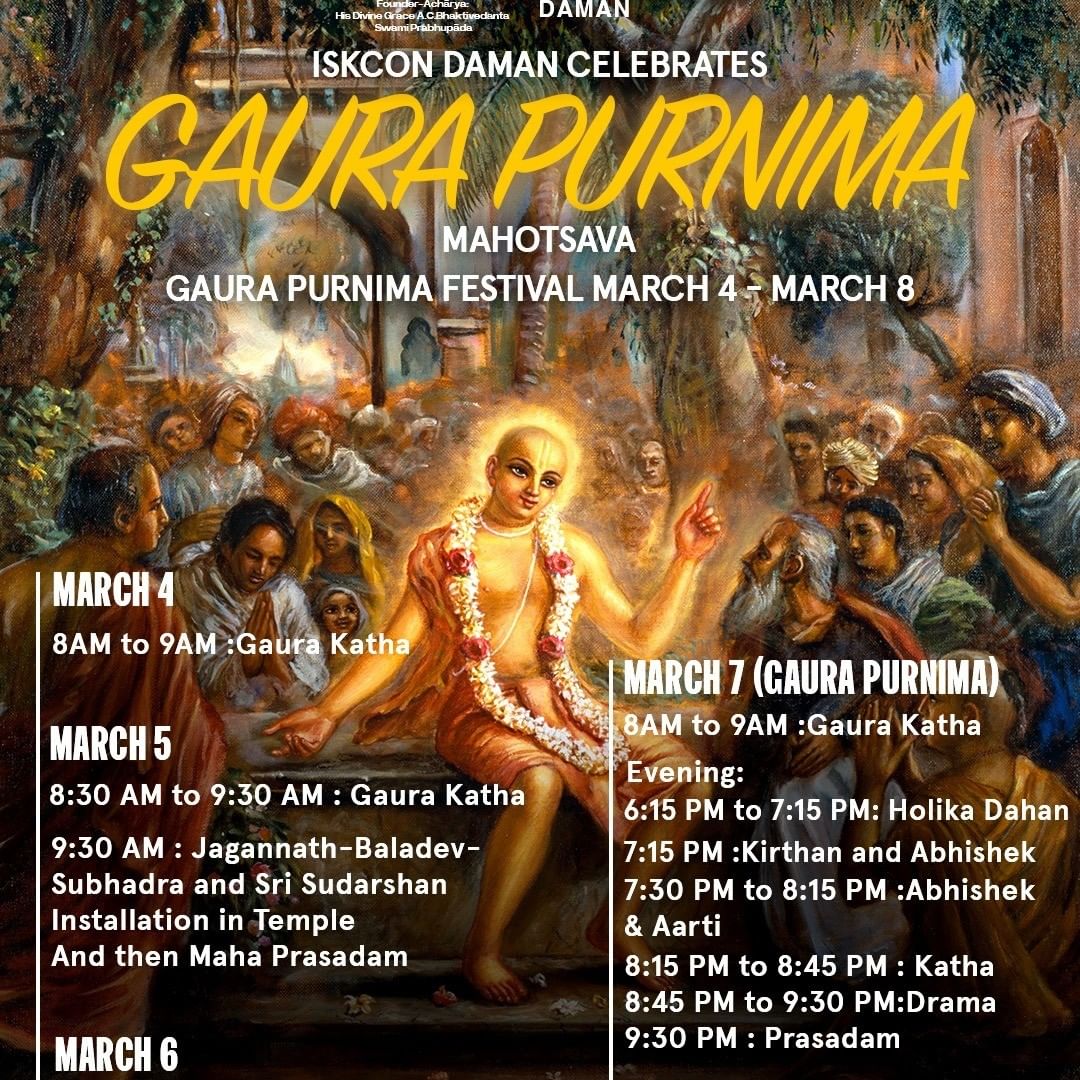 Founder-Achārya:
His Divine Grace A.C.Bhaktivedanta
Swami Prabhupāda
DAMAN
ISKCON DAMAN CELEBRATES
GAURA PURNIMA
MAHOTSAVA
GAURA PURNIMA FESTIVAL MARCH 4 - MARCH 8
MARCH 4
8AM to 9AM :Gaura Katha
MARCH 5
8:30 AM to 9:30 AM : Gaura Katha
9:30 AM : Jagannath-Baladev-
Subhadra and Sri Sudarshan
Installation in Temple
And then Maha Prasadam
MARCH 6
MARCH 7 (GAURA PURNIMA)
8AM to 9AM :Gaura Katha
Evening:
6:15 PM to 7:15 PM: Holika Dahan
7:15 PM :Kirthan and Abhishek
7:30 PM to 8:15 PM :Abhishek
& Aarti
8:15 PM to 8:45 PM : Katha
8:45 PM to 9:30 PM:Drama
9:30 PM : Prasadam